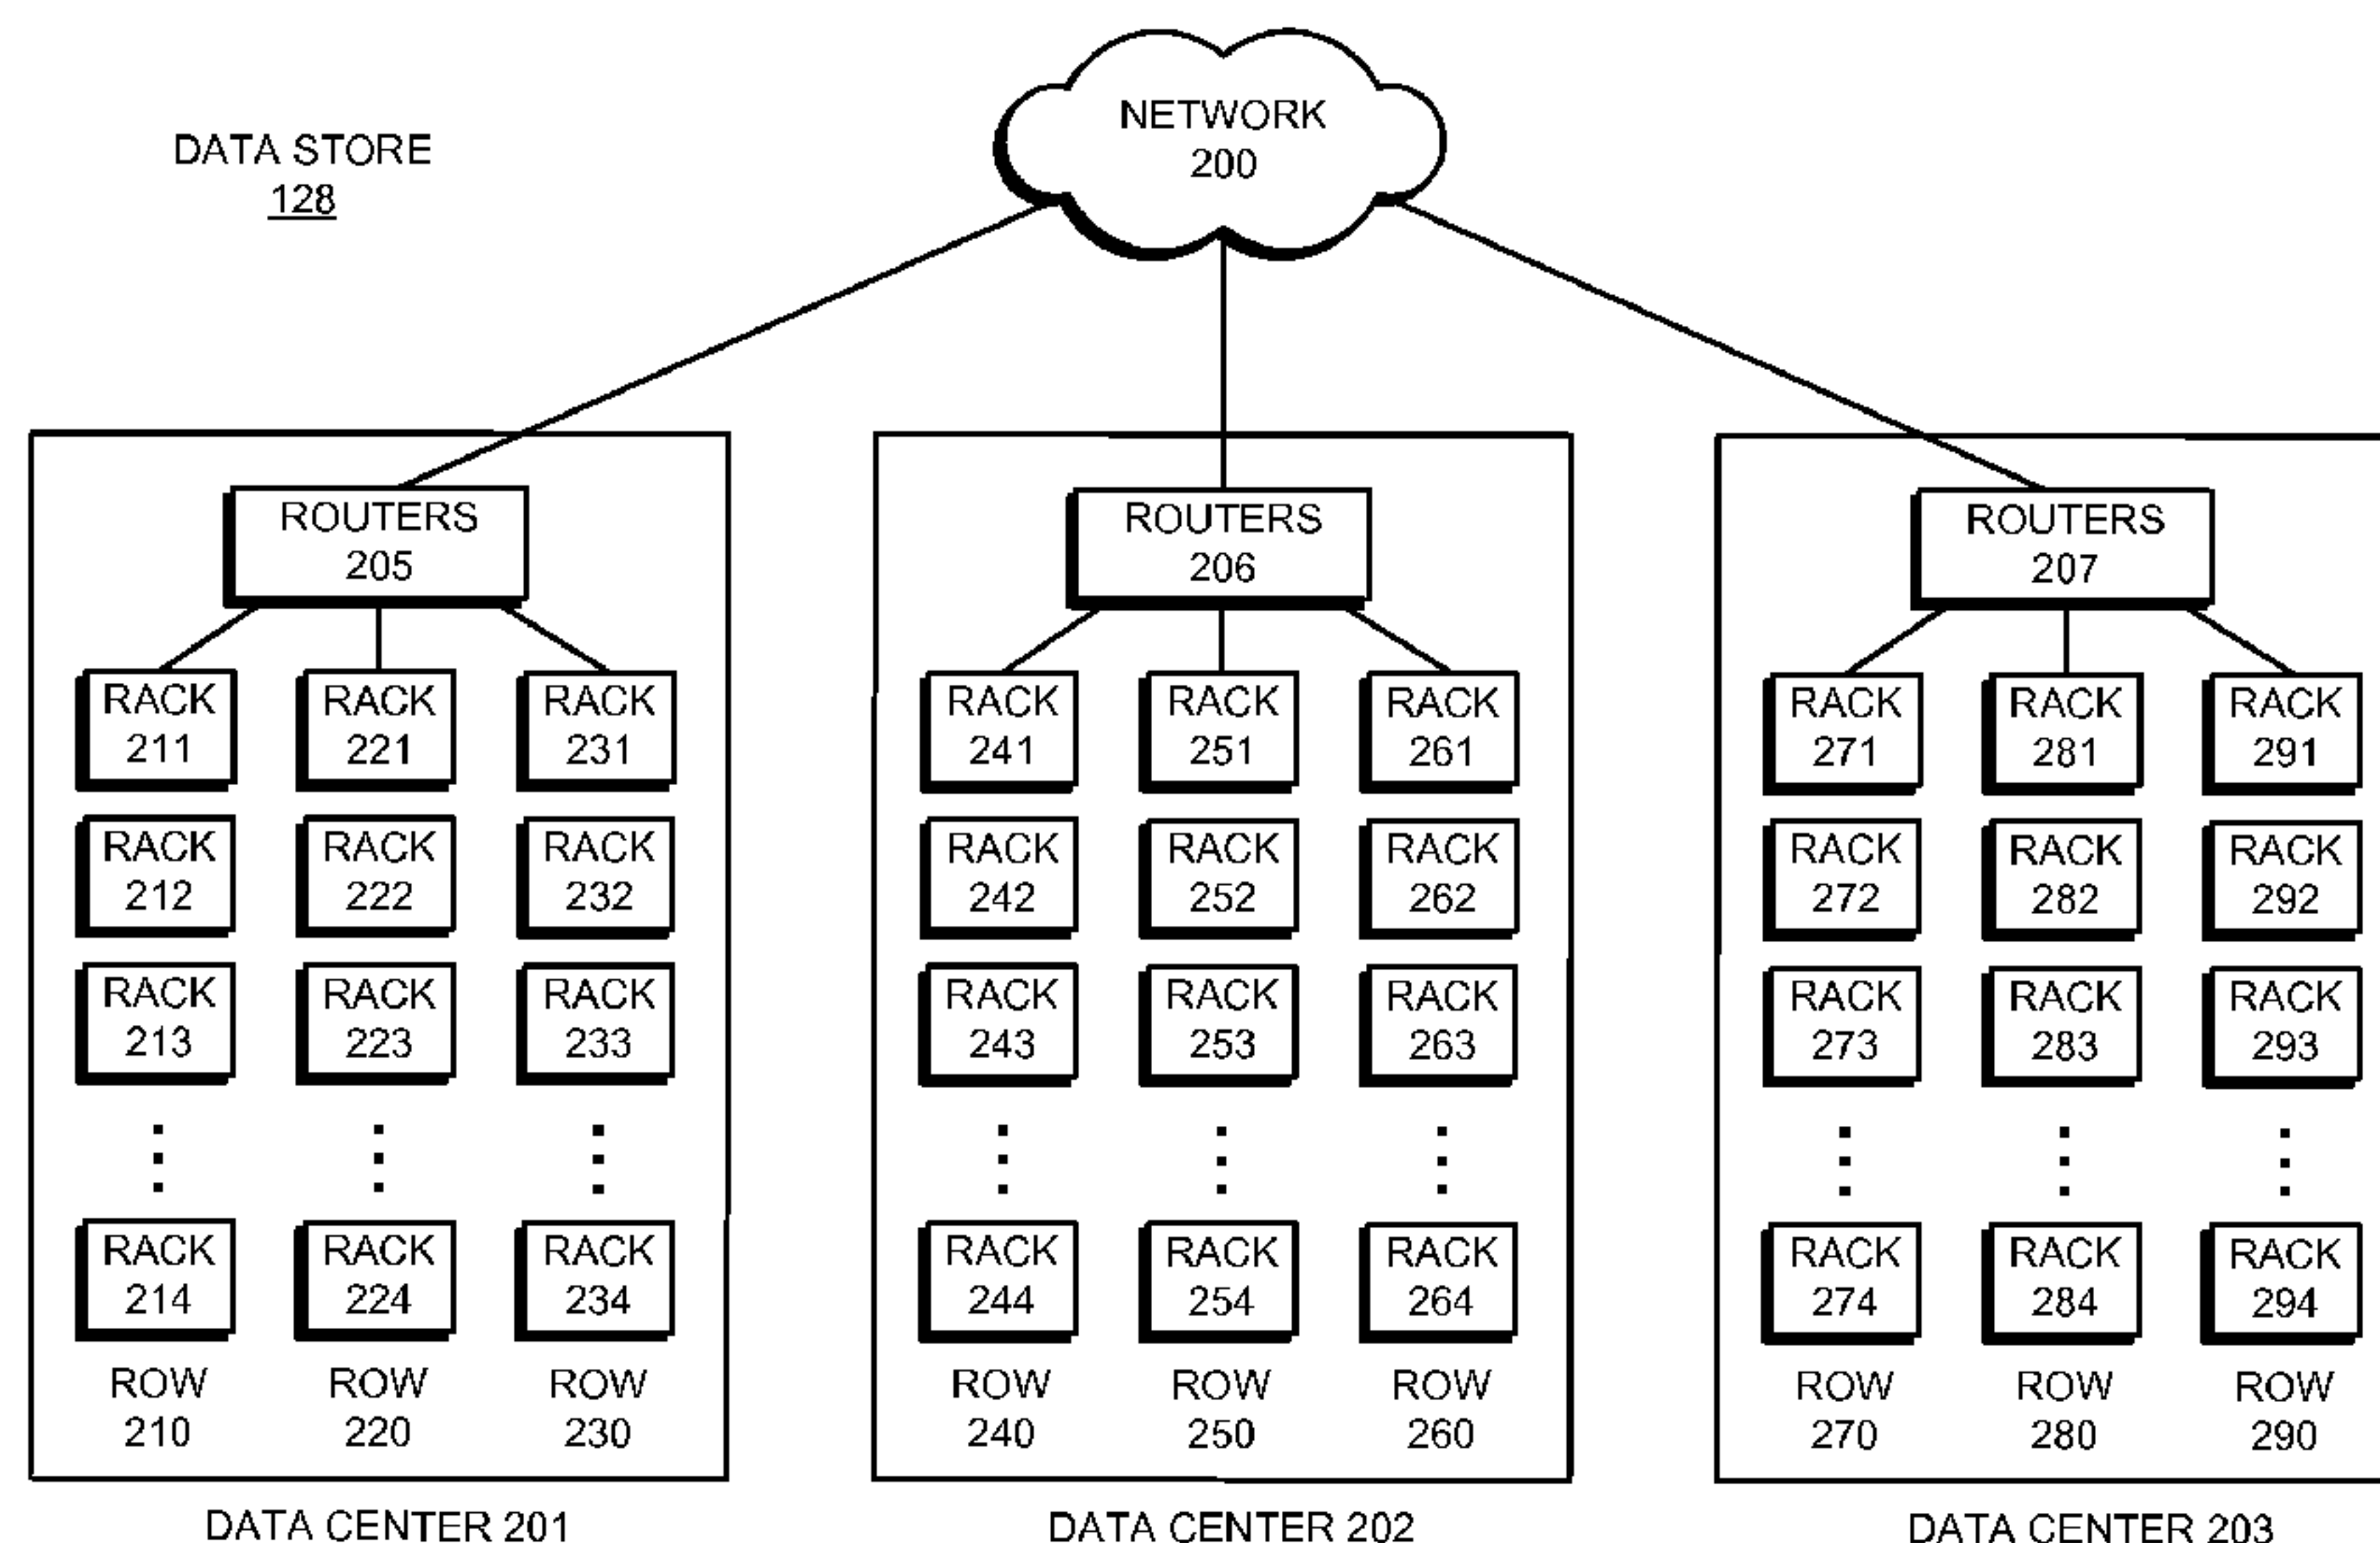 NETWORK
200
DATA STORE
128
ROUTERS
205
RACK
211
RACK
221
RACK
231
RACK
212
RACK
222
RACK
232
RACK
213
RACK
223
RACK
233
RACK
214
RACK
224
RACK
234
ROW
210
ROW
220
ROW
230
DATA CENTER 201
ROUTERS
206
RACK
241
RACK
251
RACK
261
RACK
242
RACK
252
RACK
262
RACK
243
RACK
253
RACK
263
RACK
244
RACK
254
RACK
264
ROW
240
ROW
250
ROW
260
DATA CENTER 202
ROUTERS
207
RACK
271
RACK
281
RACK
291
RACK
272
RACK
282
RACK
292
RACK
273
RACK
283
RACK
293
RACK
274
RACK
284
RACK
294
ROW
270
ROW
280
ROW
290
DATA CENTER 203